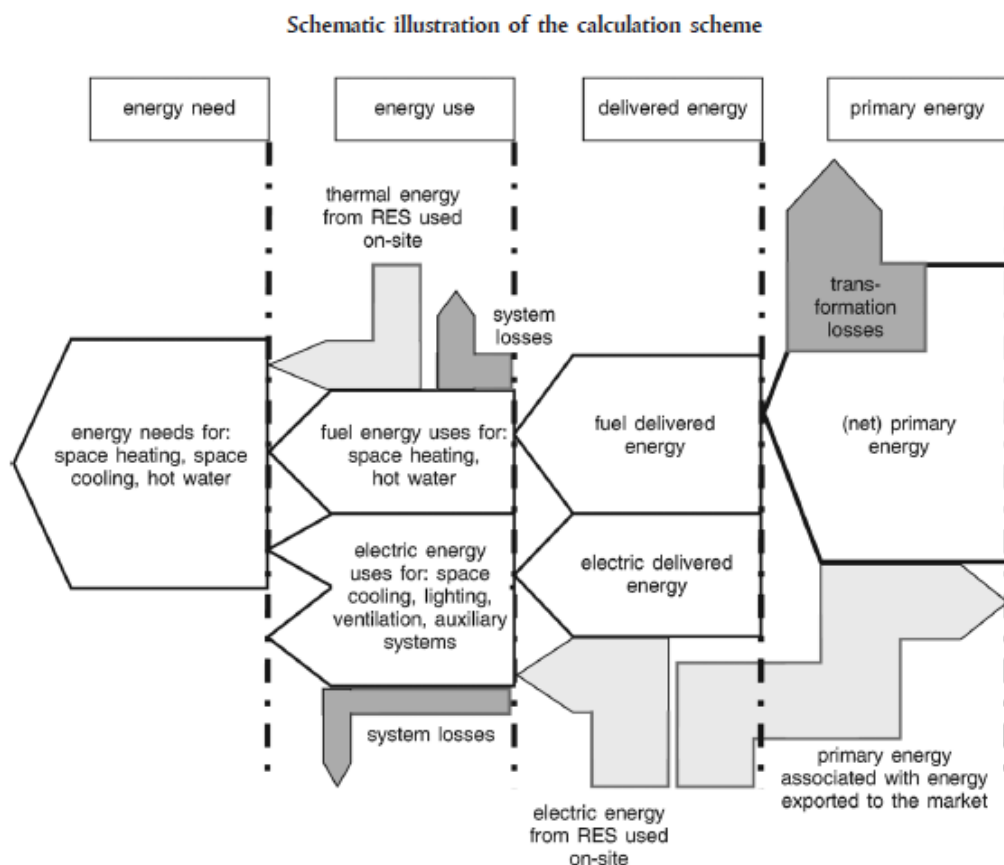 Schematic illustration of the calculation scheme
energy need
energy use
delivered energy
primary energy
thermal energy
from RES used
on-site
system
losses
trans-
formation
losses
energy needs for:
space heating, space
cooling, hot water
fuel energy uses for:
space heating,
hot water
fuel delivered
energy
(net) primary
energy
electric energy
uses for: space
cooling, lighting,
ventilation, auxiliary
systems
electric delivered
energy
system losses
electric energy
from RES used
on-site
primary energy
associated with energy
exported to the market